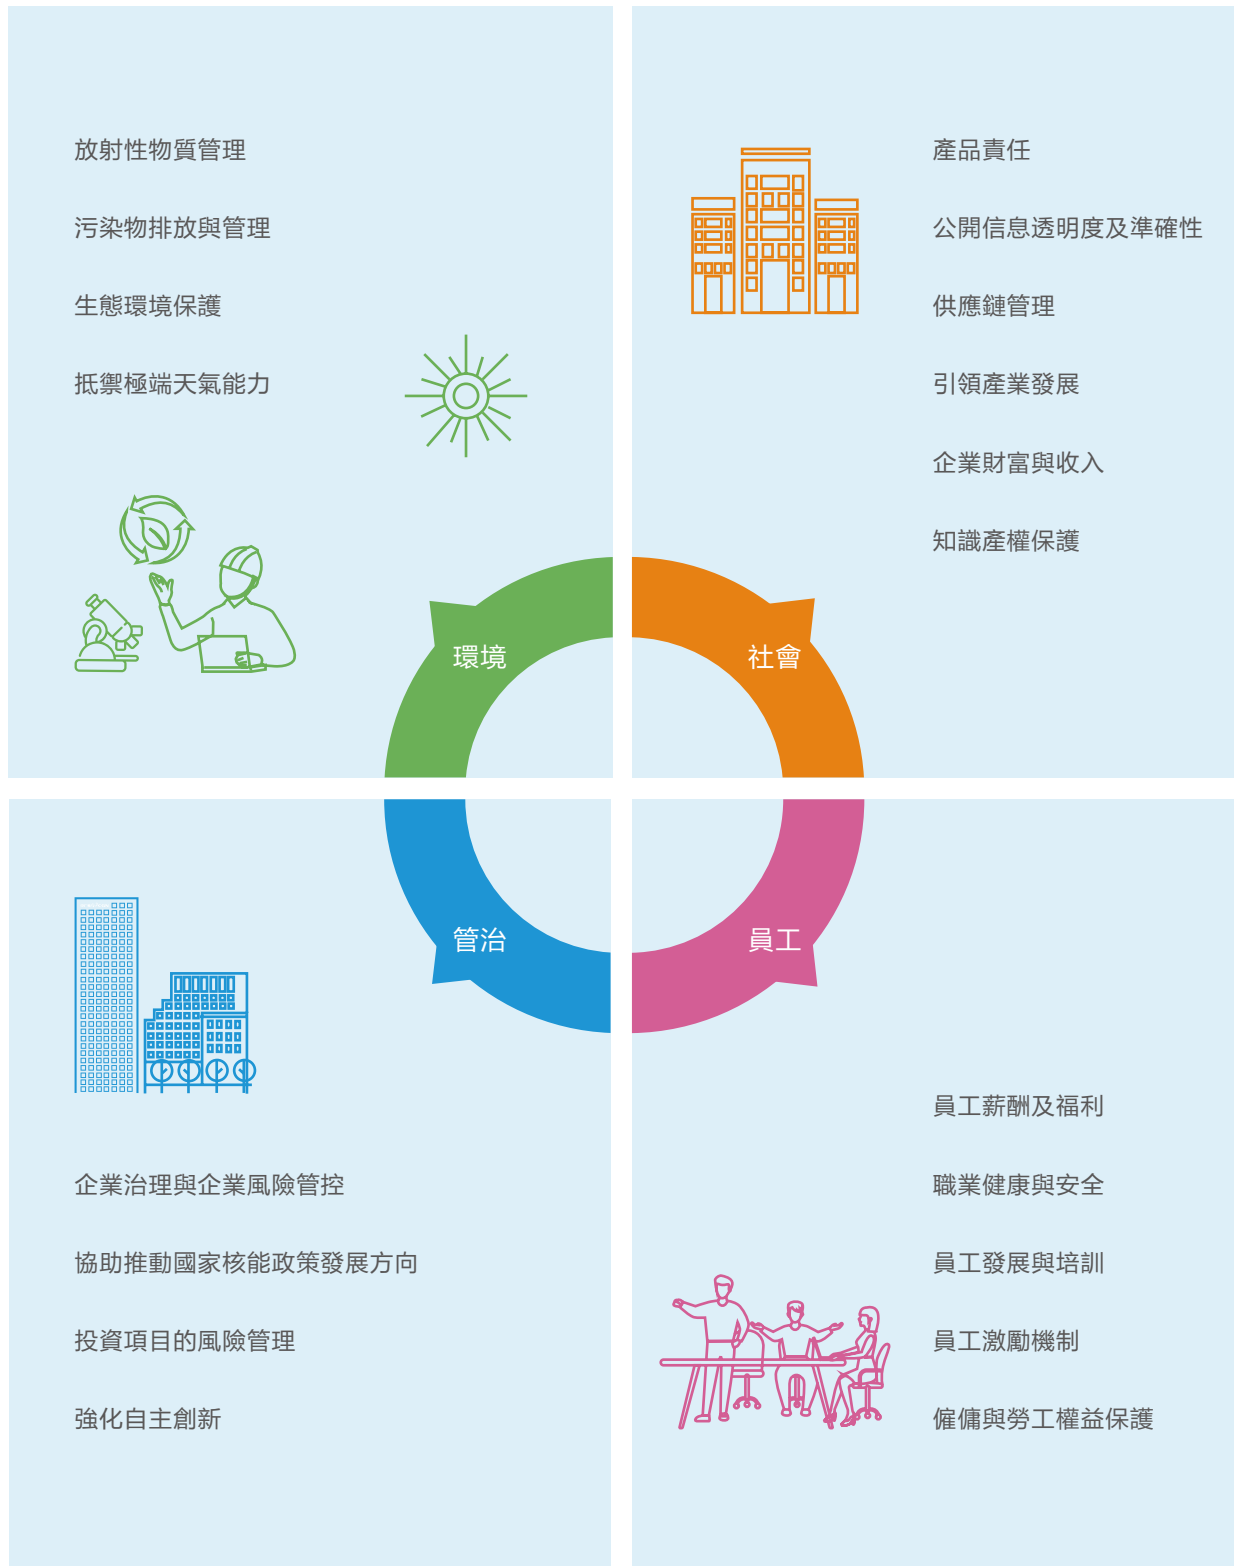 放射性物質管理
污染物排放與管理
生態環境保護
抵禦極端天氣能力
環境
產品責任
公開信息透明度及準確性
供應鏈管理
引領產業發展
企業財富與收入
知識產權保護
社會
管治
企業治理與企業風險管控
協助推動國家核能政策發展方向
投資項目的風險管理
強化自主創新
員工
員工薪酬及福利
職業健康與安全
員工發展與培訓
員工激勵機制
僱傭與勞工權益保護